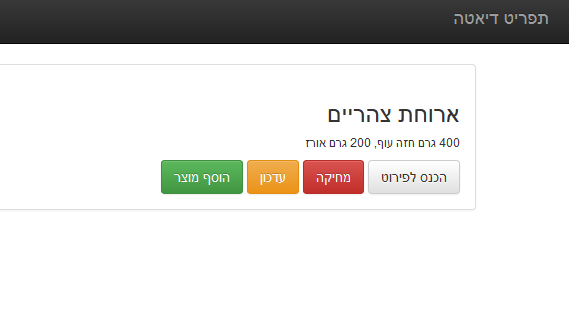 תפריט דיאטה
ארוחת צהריים
400 גרם חזה עוף, 200 גרם אורז
הכנס לפירוט מחיקה עדכון הוסף מוצר